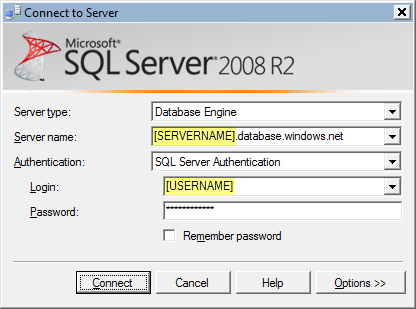 Connect to Server
Microsoft®
SQL Server® 2008 R2
Server type: Database Engine
Server name: [SERVERNAME].database.windows.net
Authentication: SQL Server Authentication
Login: [USERNAME]
Password: ************
Remember password
Connect Cancel Help Options >>